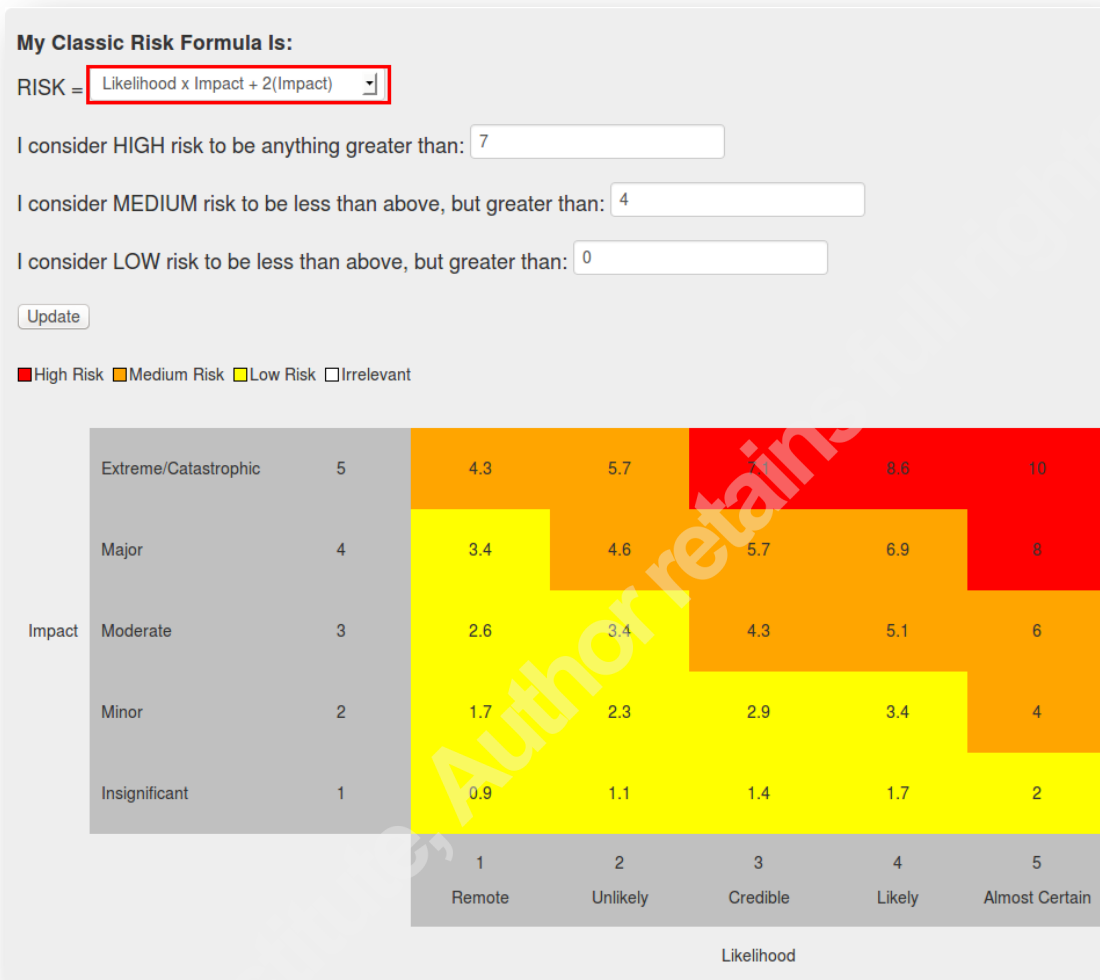 My Classic Risk Formula Is:
RISK = Likelihood x Impact + 2(Impact)
I consider HIGH risk to be anything greater than: 7
I consider MEDIUM risk to be less than above, but greater than: 4
I consider LOW risk to be less than above, but greater than: 0
Update
High Risk Medium Risk Low Risk Irrelevant
Extreme/Catastrophic 5 4.3 5.7 7.1 8.6 10
Major 4 3.4 4.6 5.7 6.9 8
Impact Moderate 3 2.6 3.4 4.3 5.1 6
Minor 2 1.7 2.3 2.9 3.4 4
Insignificant 1 0.9 1.1 1.4 1.7 2
1 2 3 4 5
Remote Unlikely Credible Likely Almost Certain
Likelihood
Author retains full